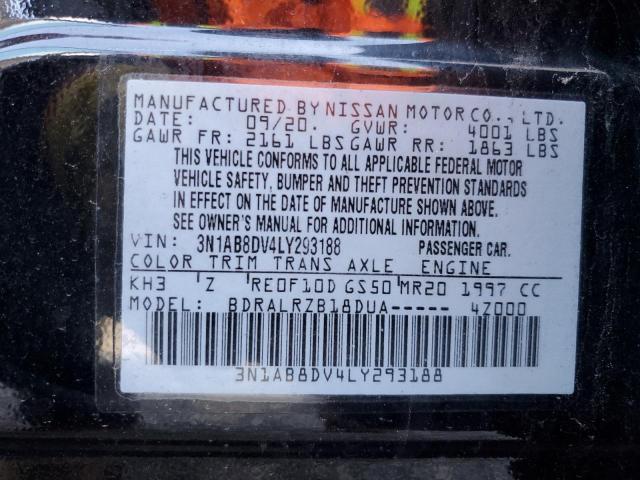 MANUFACTURED BY NISSAN MOTOR CO., LTD.
DATE: 09/20. GVWR: 4001 LBS
GAWR FR: 2161 LBS GAWR RR: 1863 LBS
THIS VEHICLE CONFORMS TO ALL APPLICABLE FEDERAL MOTOR
VEHICLE SAFETY, BUMPER AND THEFT PREVENTION STANDARDS
IN EFFECT ON THE DATE OF MANUFACTURE SHOWN ABOVE.
SEE OWNER'S MANUAL FOR ADDITIONAL INFORMATION.
VIN: 3N1AB8DV4LY293188 PASSENGER CAR.
COLOR TRIM TRANS AXLE ENGINE
KH3 Z RE0F10D GS50 MR20 1997 CC
MODEL: BDRALRZB18DUA----- 4Z000
3N1AB8DV4LY293188